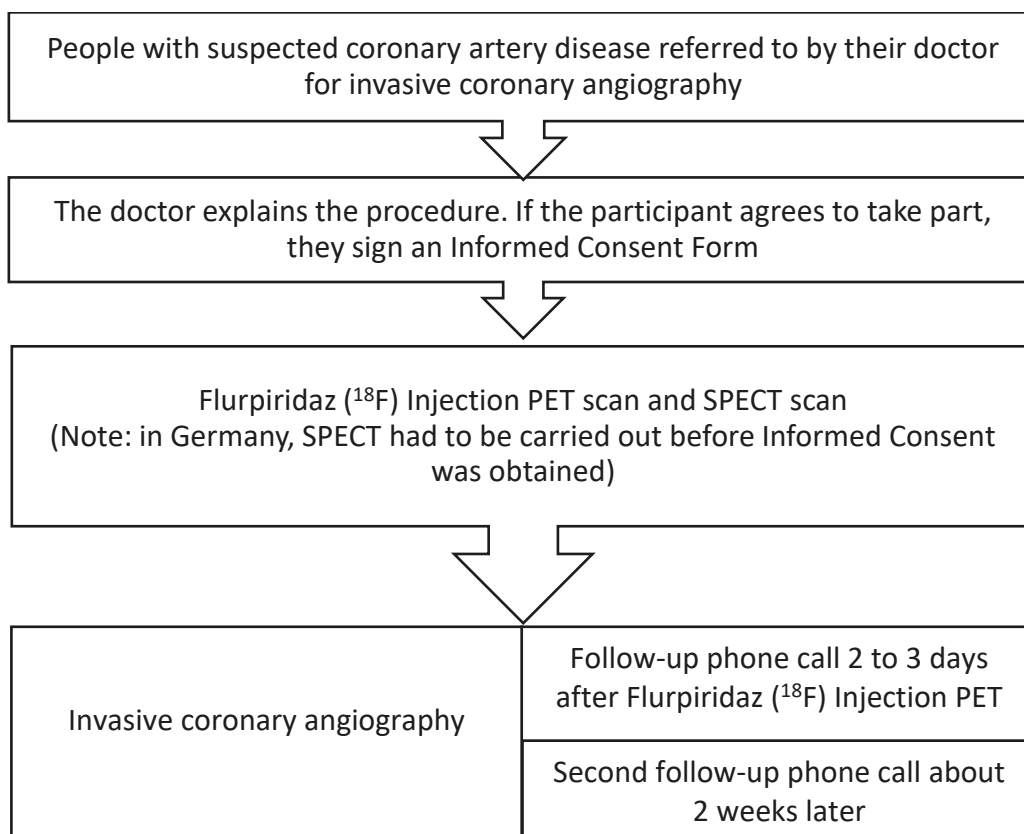 People with suspected coronary artery disease referred to by their doctor
for invasive coronary angiography
The doctor explains the procedure. If the participant agrees to take part,
they sign an Informed Consent Form
Flurpiridaz (¹⁸F) Injection PET scan and SPECT scan
(Note: in Germany, SPECT had to be carried out before Informed Consent
was obtained)
Invasive coronary angiography
Follow-up phone call 2 to 3 days
after Flurpiridaz (¹⁸F) Injection PET
Second follow-up phone call about
2 weeks later